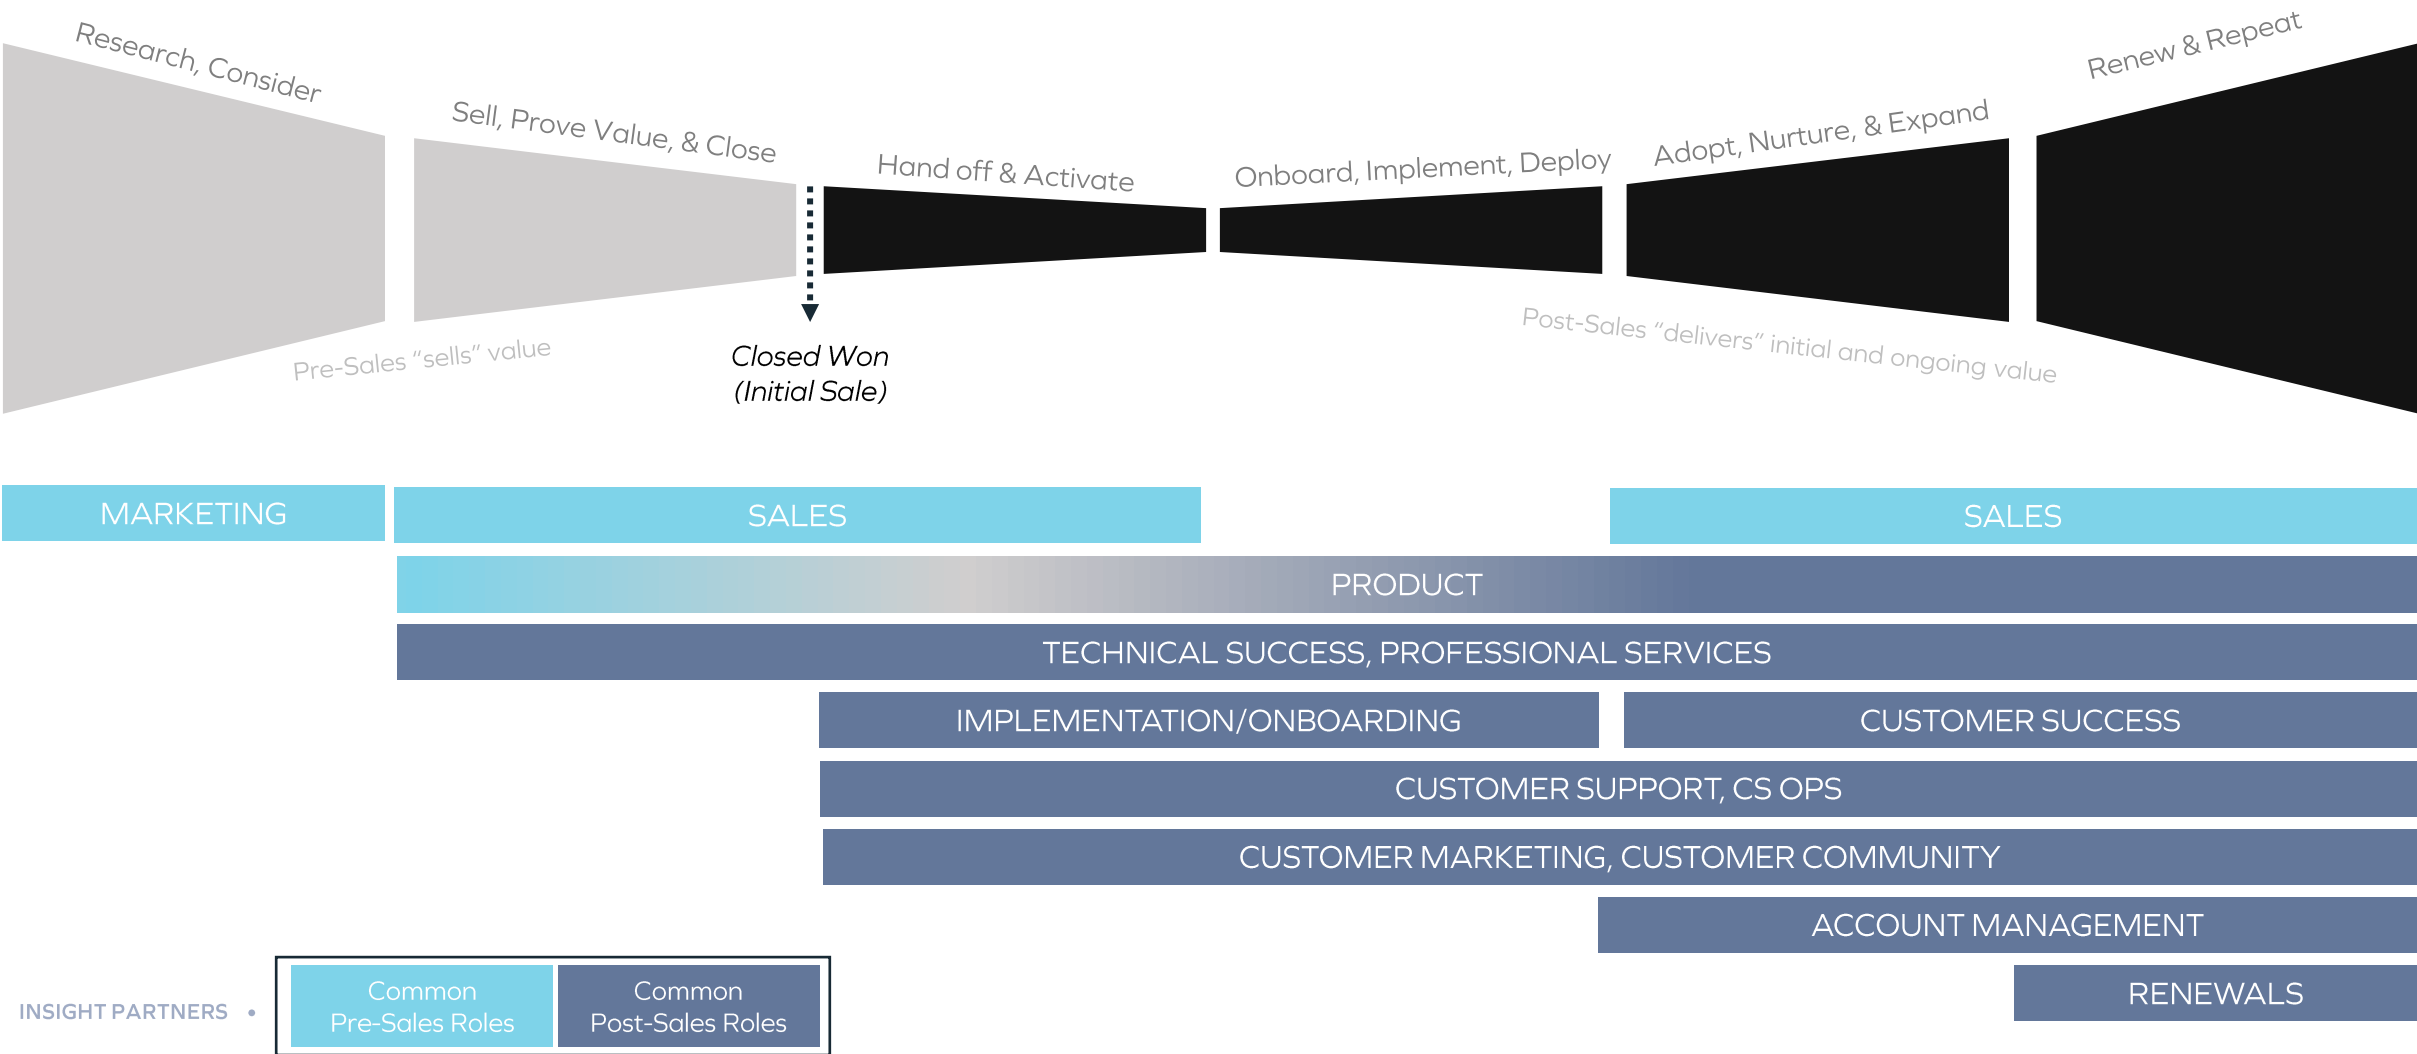 Research, Consider
Sell, Prove Value, & Close
Hand off & Activate
Onboard, Implement, Deploy
Adopt, Nurture, & Expand
Renew & Repeat
Pre-Sales “sells” value
Closed Won
(Initial Sale)
Post-Sales “delivers” initial and ongoing value
MARKETING
SALES
SALES
PRODUCT
TECHNICAL SUCCESS, PROFESSIONAL SERVICES
IMPLEMENTATION/ONBOARDING
CUSTOMER SUCCESS
CUSTOMER SUPPORT, CS OPS
CUSTOMER MARKETING, CUSTOMER COMMUNITY
ACCOUNT MANAGEMENT
RENEWALS
INSIGHT PARTNERS •
Common
Pre-Sales Roles
Common
Post-Sales Roles